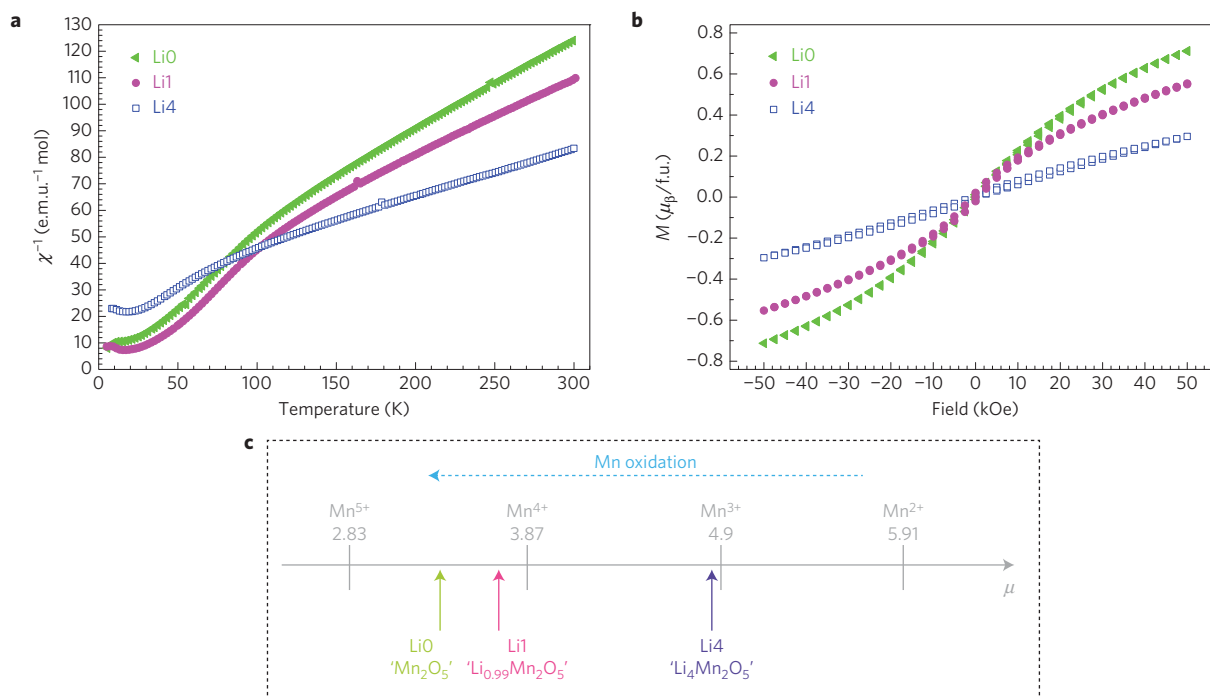 a
130
120
110
100
90
80
70
60
50
40
30
20
10
0
χ⁻¹ (e.m.u.⁻¹ mol)
Li0
Li1
Li4
0 50 100 150 200 250 300
Temperature (K)
b
0.8
0.6
0.4
0.2
0.0
−0.2
−0.4
−0.6
−0.8
M (μβ/f.u.)
Li0
Li1
Li4
−50 −40 −30 −20 −10 0 10 20 30 40 50
Field (kOe)
c
Mn oxidation
Mn⁵⁺ Mn⁴⁺ Mn³⁺ Mn²⁺
2.83 3.87 4.9 5.91
μ
Li0 Li1 Li4
‘Mn₂O₅’ ‘Li₀.₉₉Mn₂O₅’ ‘Li₄Mn₂O₅’